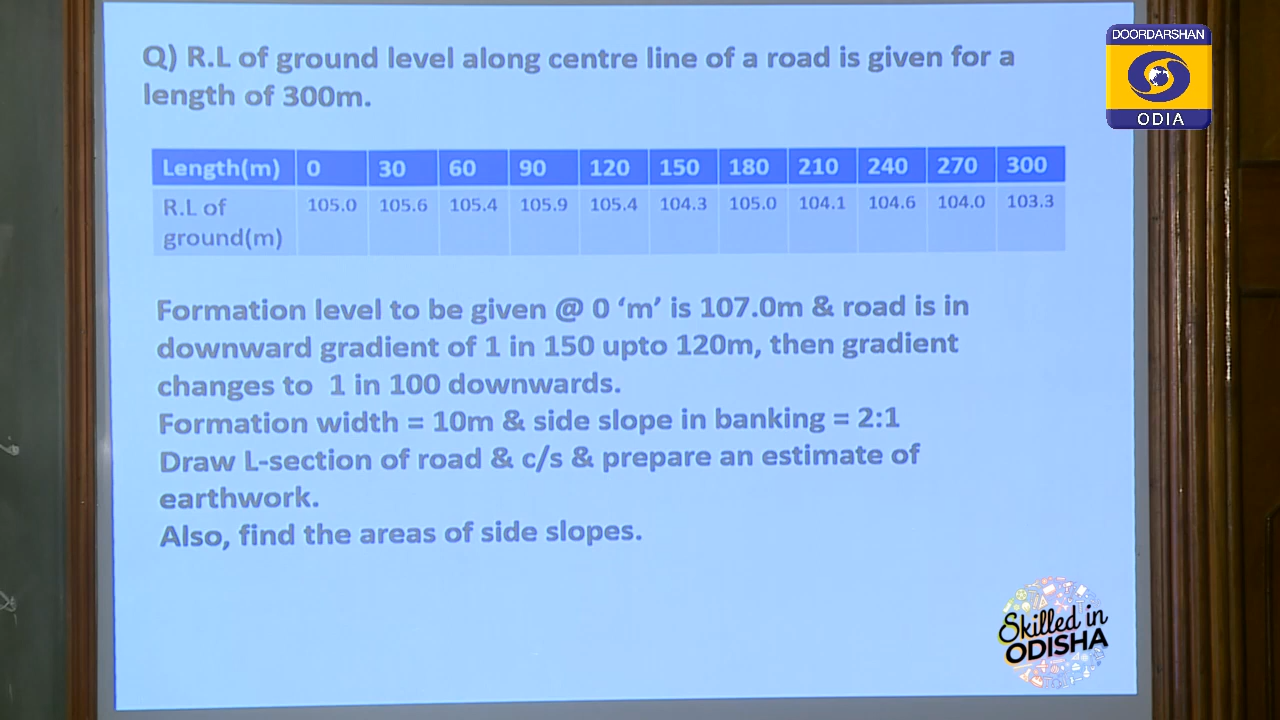 Q) R.L of ground level along centre line of a road is given for a
length of 300m.
DOORDARSHAN
ODIA
Length(m) 0 30 60 90 120 150 180 210 240 270 300
R.L of 105.0 105.6 105.4 105.9 105.4 104.3 105.0 104.1 104.6 104.0 103.3
ground(m)
Formation level to be given @ 0 ‘m’ is 107.0m & road is in
downward gradient of 1 in 150 upto 120m, then gradient
changes to 1 in 100 downwards.
Formation width = 10m & side slope in banking = 2:1
Draw L-section of road & c/s & prepare an estimate of
earthwork.
Also, find the areas of side slopes.
Skilled in
ODISHA